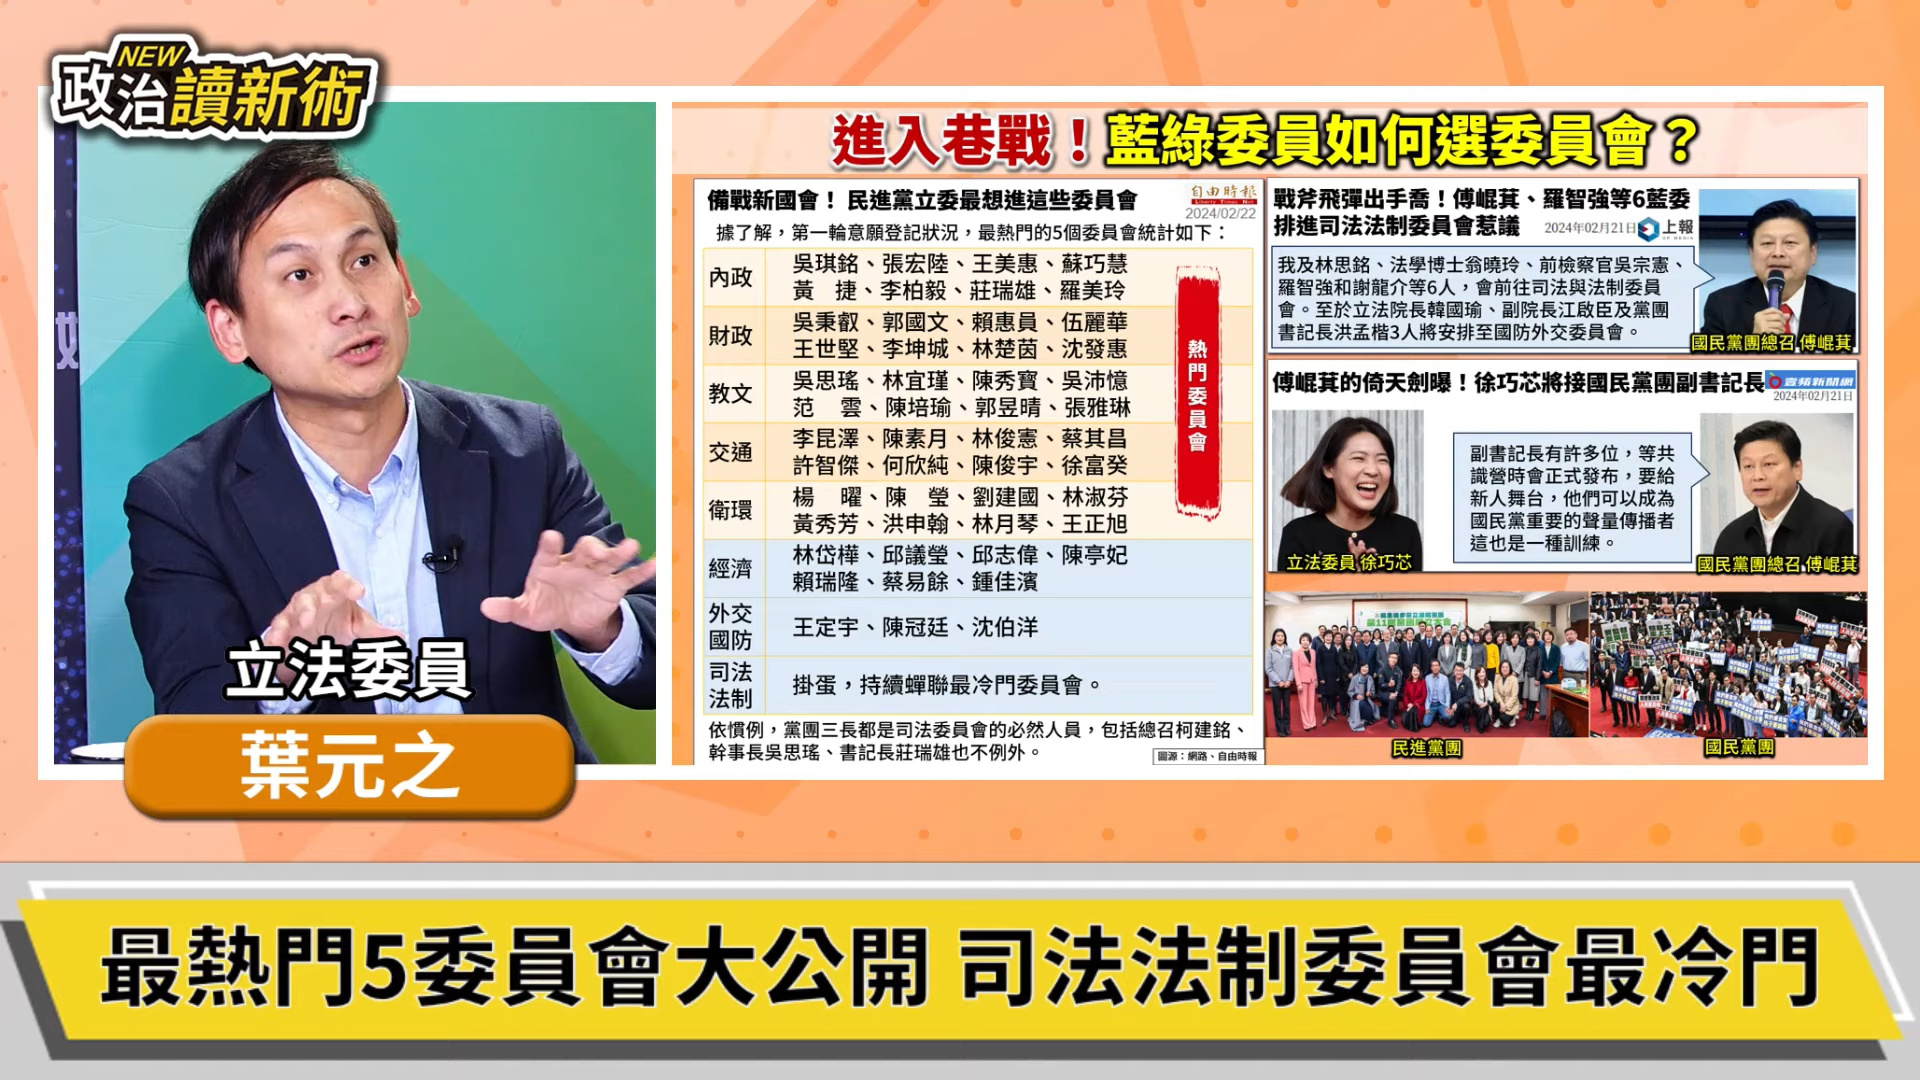 NEW
政治讀新術
立法委員
葉元之
進入巷戰！藍綠委員如何選委員會？
備戰新國會！ 民進黨立委最想進這些委員會
自由時報
Liberty Times Net
2024/02/22
據了解，第一輪意願登記狀況，最熱門的5個委員會統計如下：
內政
吳琪銘、張宏陸、王美惠、蘇巧慧
黃　捷、李柏毅、莊瑞雄、羅美玲
財政
吳秉叡、郭國文、賴惠員、伍麗華
王世堅、李坤城、林楚茵、沈發惠
教文
吳思瑤、林宜瑾、陳秀寳、吳沛憶
范　雲、陳培瑜、郭昱晴、張雅琳
交通
李昆澤、陳素月、林俊憲、蔡其昌
許智傑、何欣純、陳俊宇、徐富癸
衛環
楊　曜、陳　瑩、劉建國、林淑芬
黃秀芳、洪申翰、林月琴、王正旭
熱門委員會
經濟
林岱樺、邱議瑩、邱志偉、陳亭妃
賴瑞隆、蔡易餘、鍾佳濱
外交
國防
王定宇、陳冠廷、沈伯洋
司法
法制
掛蛋，持續蟬聯最冷門委員會。
依慣例，黨團三長都是司法委員會的必然人員，包括總召柯建銘、
幹事長吳思瑤、書記長莊瑞雄也不例外。
圖源：網路、自由時報
戰斧飛彈出手喬！傅崐萁、羅智強等6藍委
排進司法法制委員會惹議
2024年02月21日
上報
UP MEDIA
我及林思銘、法學博士翁曉玲、前檢察官吳宗憲、
羅智強和謝龍介等6人，會前往司法與法制委員
會。至於立法院長韓國瑜、副院長江啟臣及黨團
書記長洪孟楷3人將安排至國防外交委員會。
國民黨團總召 傅崐萁
傅崐萁的倚天劍曝！徐巧芯將接國民黨團副書記長
壹蘋新聞網
2024年02月21日
副書記長有許多位，等共
識營時會正式發布，要給
新人舞台，他們可以成為
國民黨重要的聲量傳播者
這也是一種訓練。
立法委員 徐巧芯
國民黨團總召 傅崐萁
民進黨團
國民黨團
最熱門5委員會大公開 司法法制委員會最冷門